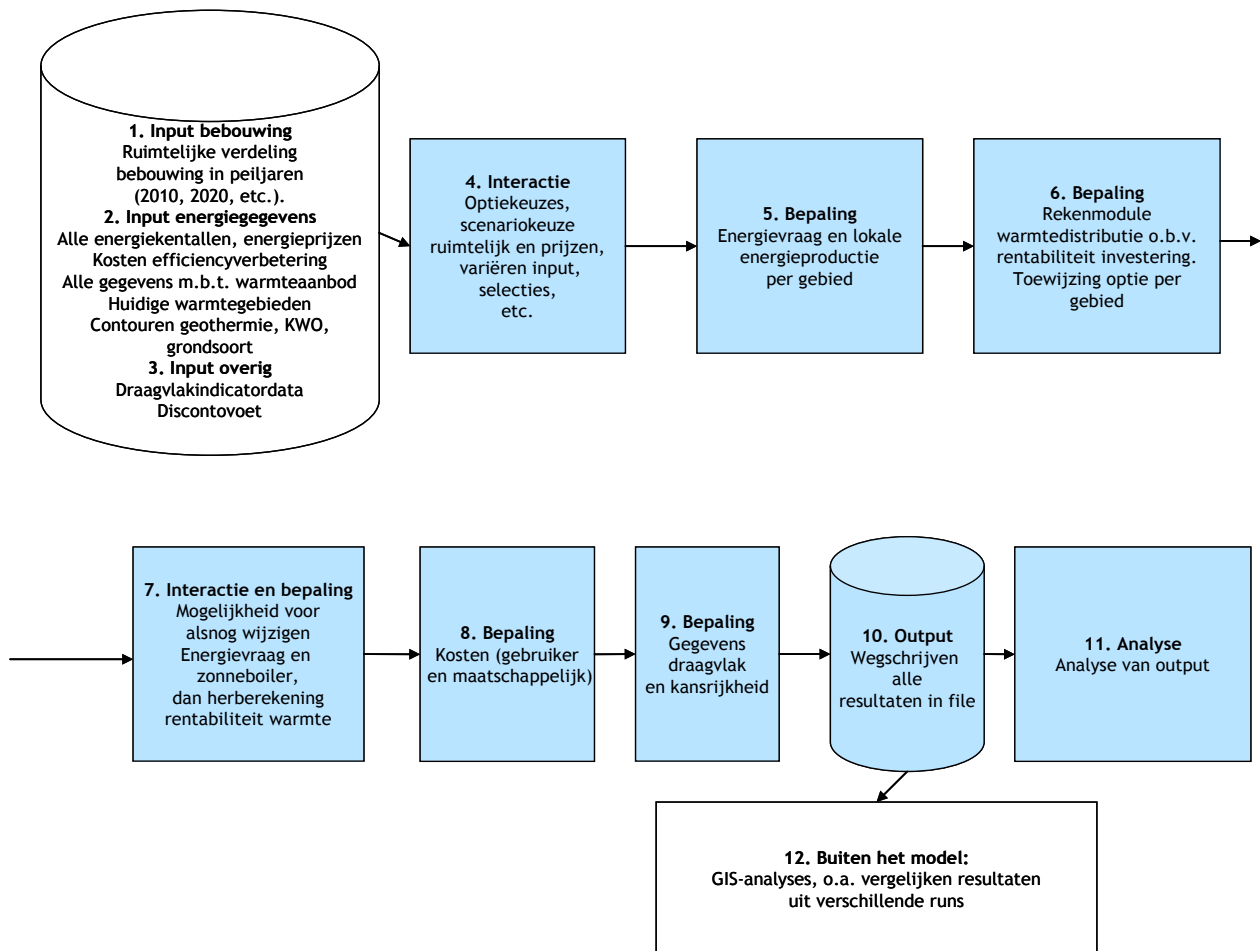 1. Input bebouwing
Ruimtelijke verdeling
bebouwing in peiljaren
(2010, 2020, etc.).
2. Input energiegegevens
Alle energiekentallen, energieprijzen
Kosten efficiencyverbetering
Alle gegevens m.b.t. warmteaanbod
Huidige warmtegebieden
Contouren geothermie, KWO,
grondsoort
3. Input overig
Draagvlakindicatordata
Discontovoet
4. Interactie
Optiekeuzes,
scenariokeuze
ruimtelijk en prijzen,
variëren input,
selecties,
etc.
5. Bepaling
Energievraag en lokale
energieproductie
per gebied
6. Bepaling
Rekenmodule
warmtedistributie o.b.v.
rentabiliteit investering.
Toewijzing optie per
gebied
7. Interactie en bepaling
Mogelijkheid voor
alsnog wijzigen
Energievraag en
zonneboiler,
dan herberekening
rentabiliteit warmte
8. Bepaling
Kosten (gebruiker
en maatschappelijk)
9. Bepaling
Gegevens
draagvlak
en kansrijkheid
10. Output
Wegschrijven
alle
resultaten in file
11. Analyse
Analyse van output
12. Buiten het model:
GIS-analyses, o.a. vergelijken resultaten
uit verschillende runs